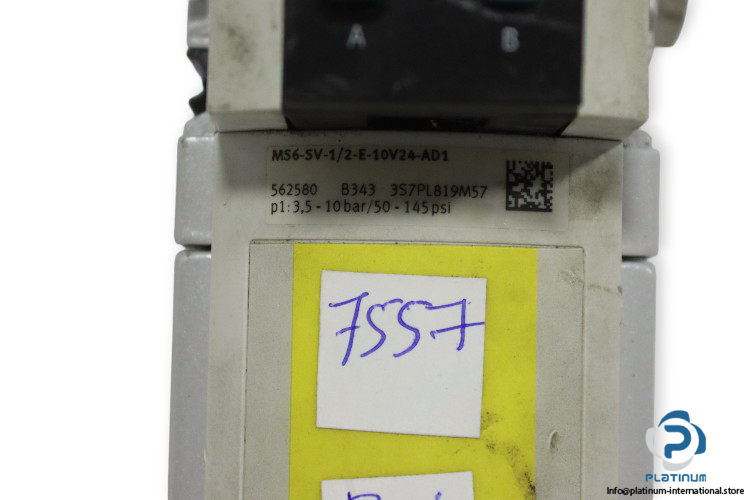 A B
MS6-SV-1/2-E-10V24-AD1
562580 B343 3S7PL819M57
p1: 3,5 - 10 bar/50 - 145 psi
7557
PLATINUM
Info@platinum-international.store